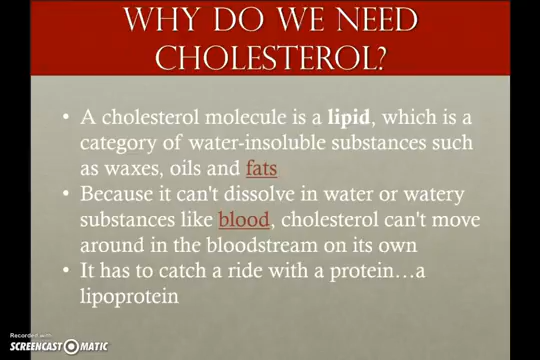 WHY DO WE NEED
CHOLESTEROL?
• A cholesterol molecule is a lipid, which is a
category of water-insoluble substances such
as waxes, oils and fats
• Because it can't dissolve in water or watery
substances like blood, cholesterol can't move
around in the bloodstream on its own
• It has to catch a ride with a protein…a
lipoprotein
Recorded with
SCREENCAST-O-MATIC